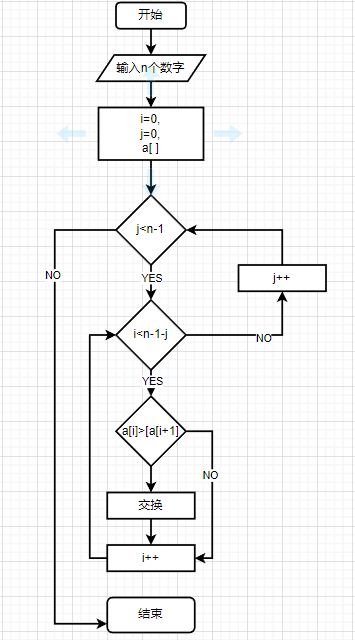 开始
输入n个数字
i=0,
j=0,
a[ ]
j<n-1
NO
YES
j++
i<n-1-j
NO
YES
a[i]>[a[i+1]
NO
交换
i++
结束